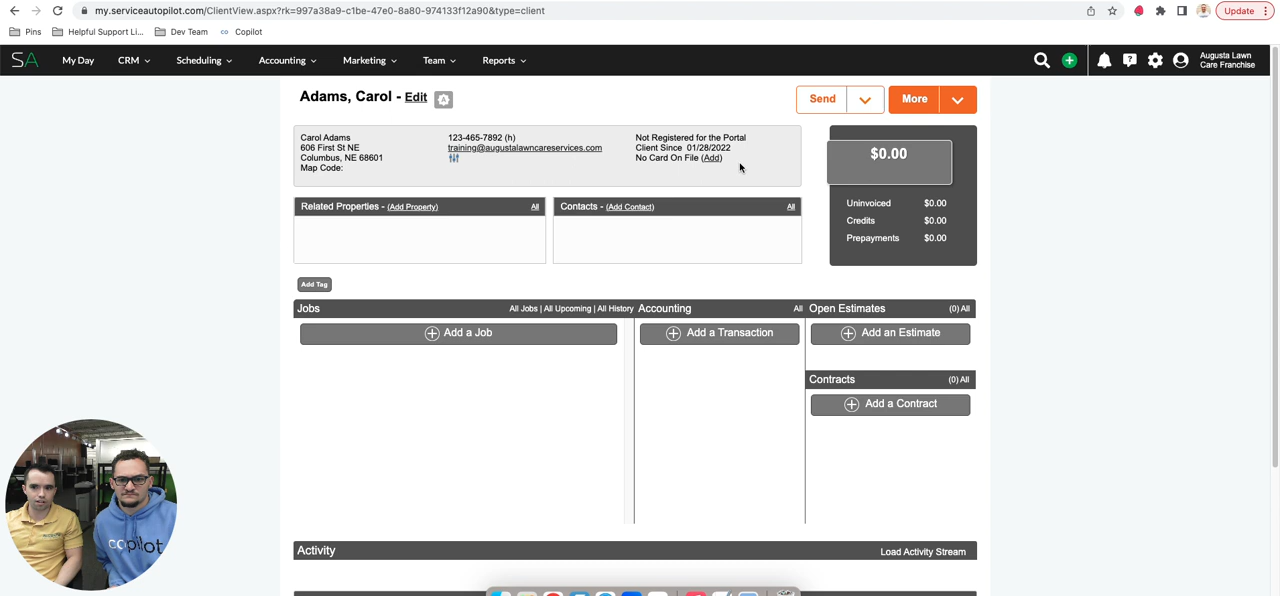 my.serviceautopilot.com/ClientView.aspx?rk=997a38a9-c1be-47e0-8a80-974133f12a90&type=client
Update
Pins
Helpful Support Li...
Dev Team
Copilot
SA
My Day
CRM
Scheduling
Accounting
Marketing
Team
Reports
Augusta Lawn
Care Franchise
Adams, Carol - Edit
Send
More
Carol Adams
606 First St NE
Columbus, NE 68601
Map Code:
123-465-7892 (h)
training@augustalawncareservices.com
Not Registered for the Portal
Client Since 01/28/2022
No Card On File (Add)
$0.00
Uninvoiced $0.00
Credits $0.00
Prepayments $0.00
Related Properties - (Add Property) All
Contacts - (Add Contact) All
Add Tag
Jobs All Jobs | All Upcoming | All History
Add a Job
Accounting All
Add a Transaction
Open Estimates (0) All
Add an Estimate
Contracts (0) All
Add a Contract
Activity Load Activity Stream
copilot